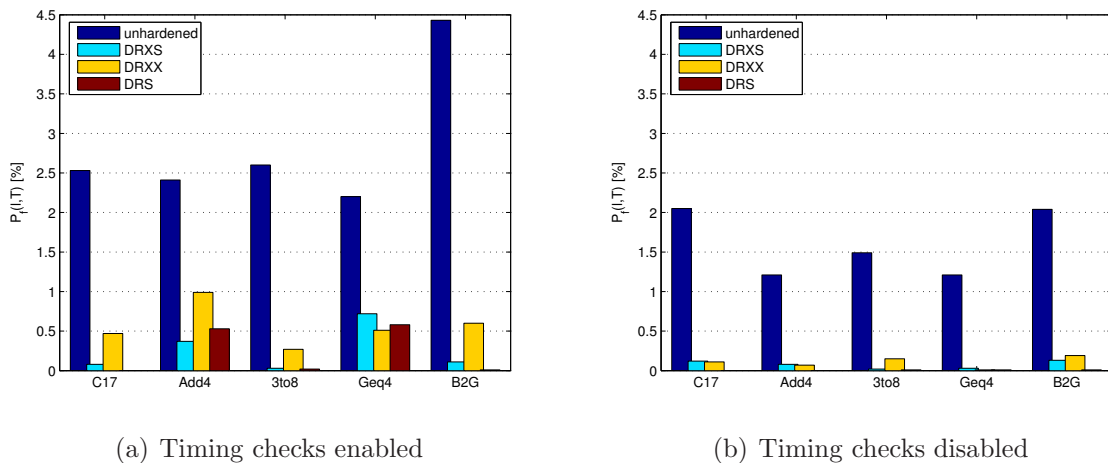 4.5
4
3.5
3
2.5
2
1.5
1
0.5
0
P_f(I,T) [%]
unhardened
DRXS
DRXX
DRS
C17 Add4 3to8 Geq4 B2G
(a) Timing checks enabled
4.5
4
3.5
3
2.5
2
1.5
1
0.5
0
P_f(I,T) [%]
unhardened
DRXS
DRXX
DRS
C17 Add4 3to8 Geq4 B2G
(b) Timing checks disabled